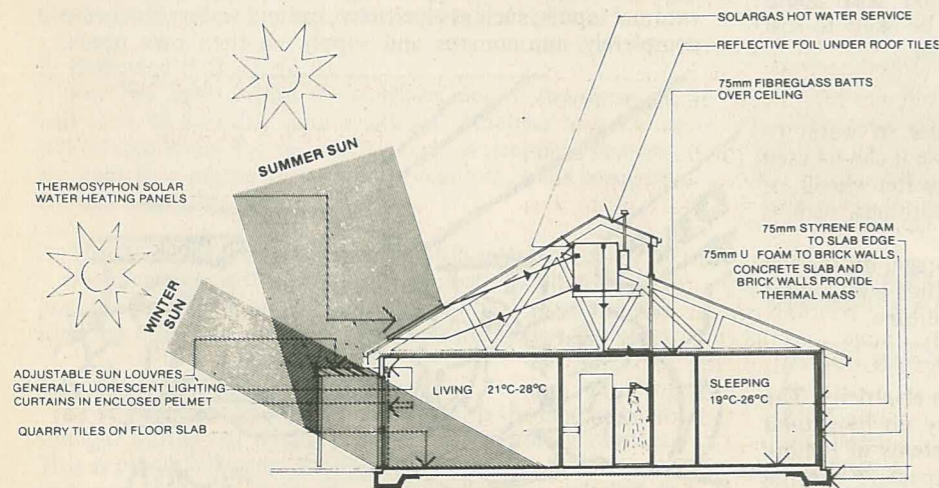 SOLARGAS HOT WATER SERVICE
REFLECTIVE FOIL UNDER ROOF TILES
75mm FIBREGLASS BATTS
OVER CEILING
SUMMER SUN
THERMOSYPHON SOLAR
WATER HEATING PANELS
WINTER
SUN
75mm STYRENE FOAM
TO SLAB EDGE
75mm U FOAM TO BRICK WALLS
CONCRETE SLAB AND
BRICK WALLS PROVIDE
'THERMAL MASS'
ADJUSTABLE SUN LOUVRES
GENERAL FLUORESCENT LIGHTING
CURTAINS IN ENCLOSED PELMET
QUARRY TILES ON FLOOR SLAB
LIVING 21°C-28°C
SLEEPING
19°C-26°C